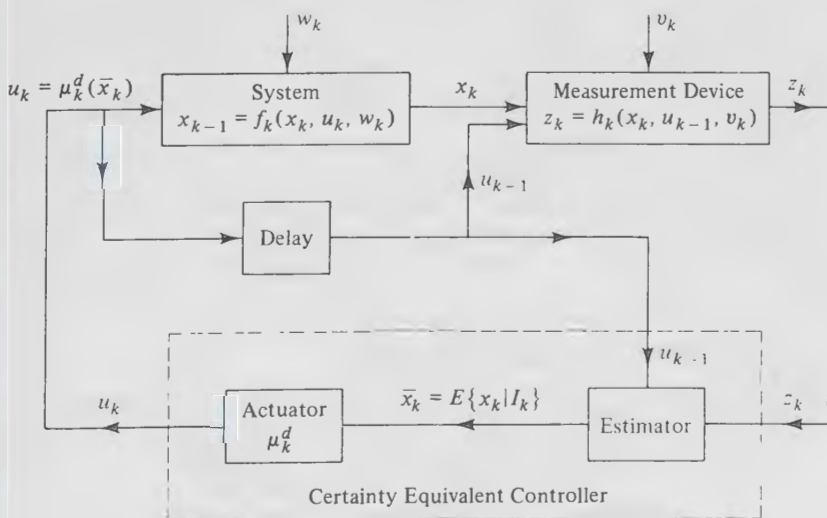 w_k
v_k
u_k = μ_k^d(x̄_k)
System
x_{k-1} = f_k(x_k, u_k, w_k)
x_k
Measurement Device
z_k = h_k(x_k, u_{k-1}, v_k)
z_k
u_{k-1}
Delay
u_{k-1}
u_k
Actuator
μ_k^d
x̄_k = E{x_k|I_k}
Estimator
z_k
Certainty Equivalent Controller